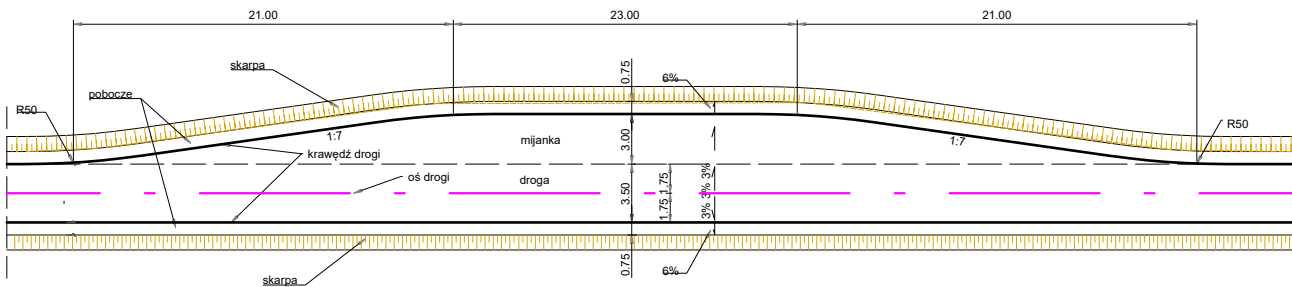 21.00
23.00
21.00
skarpa
0.75
6%
pobocze
R50
R50
1:7
3.00
mijanka
1:7
krawędź drogi
oś drogi
droga
3.50
1,75 1,75
3% 3% 3%
0.75
6%
skarpa